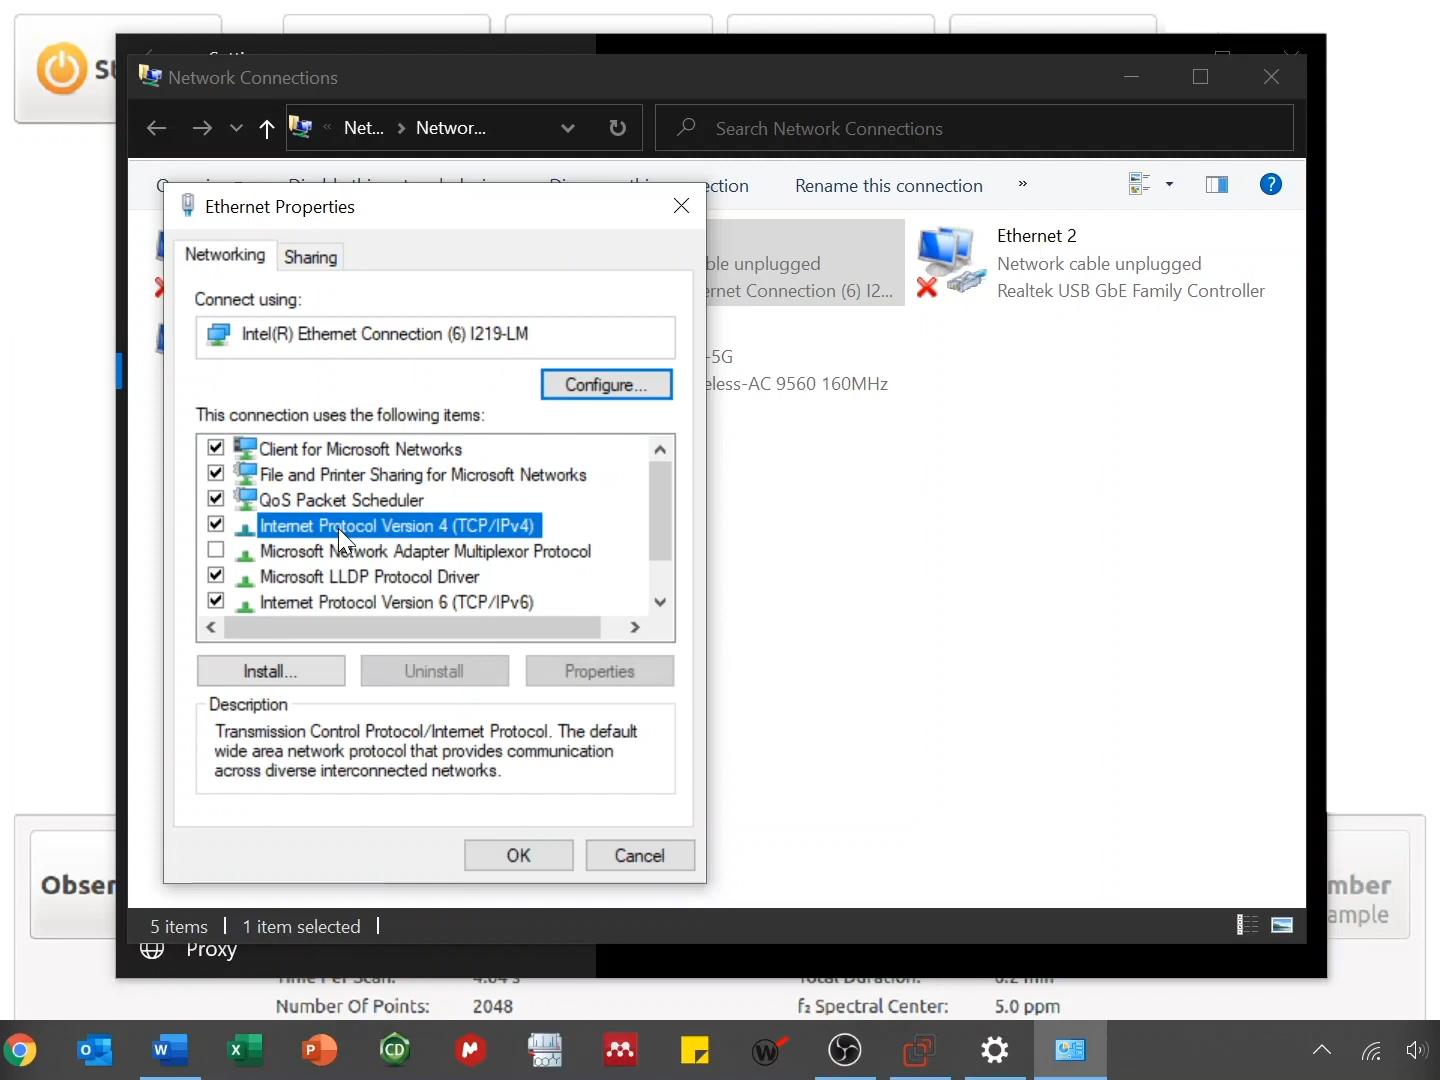 Network Connections
Net... > Networ...
Search Network Connections
Rename this connection »
Ethernet Properties
Networking
Sharing
Connect using:
Intel(R) Ethernet Connection (6) I219-LM
Configure...
This connection uses the following items:
Client for Microsoft Networks
File and Printer Sharing for Microsoft Networks
QoS Packet Scheduler
Internet Protocol Version 4 (TCP/IPv4)
Microsoft Network Adapter Multiplexor Protocol
Microsoft LLDP Protocol Driver
Internet Protocol Version 6 (TCP/IPv6)
Install...
Uninstall
Properties
Description
Transmission Control Protocol/Internet Protocol. The default
wide area network protocol that provides communication
across diverse interconnected networks.
OK
Cancel
ble unplugged
ernet Connection (6) I2...
Ethernet 2
Network cable unplugged
Realtek USB GbE Family Controller
-5G
eless-AC 9560 160MHz
5 items
1 item selected
Proxy
Obser
mber
ample
Number Of Points: 2048
f₂ Spectral Center: 5.0 ppm